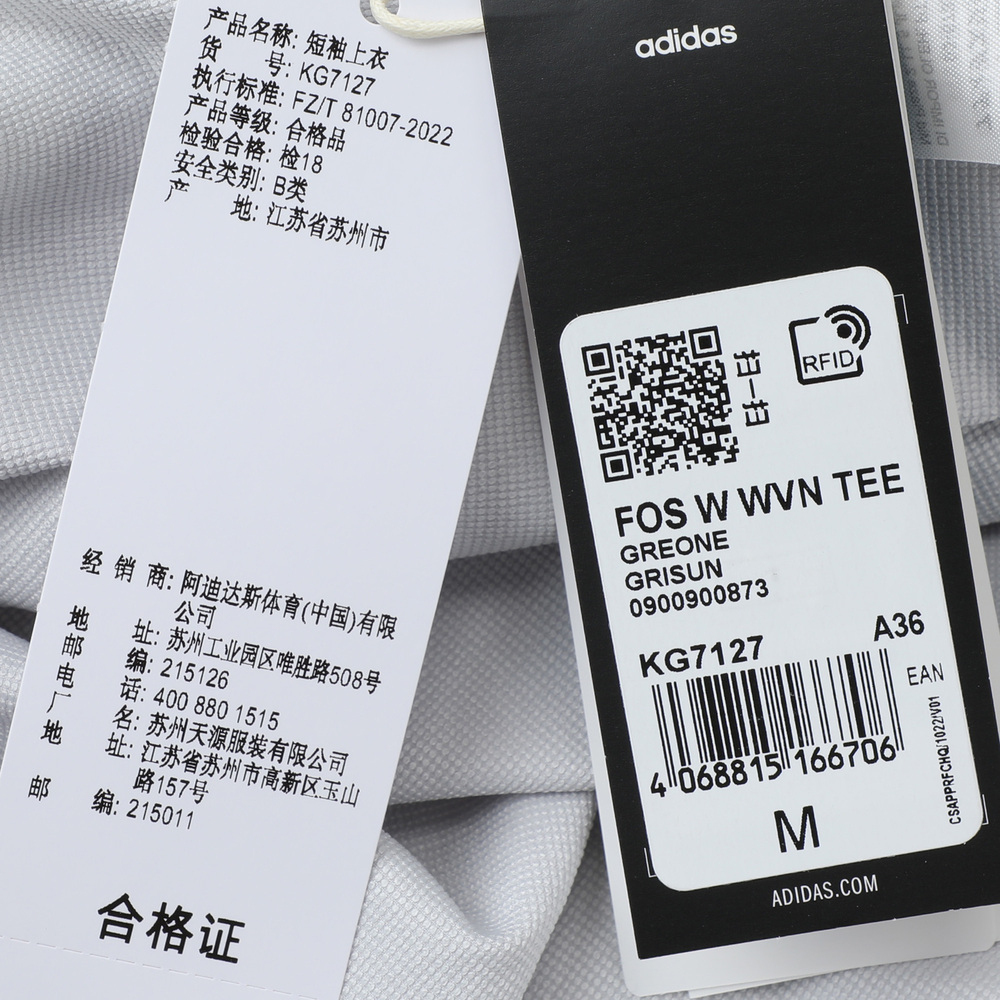 产品名称: 短袖上衣
货 号: KG7127
执行标准: FZ/T 81007-2022
产品等级: 合格品
检验合格: 检18
安全类别: B类
产 地: 江苏省苏州市
经 销 商: 阿迪达斯体育(中国)有限
公司
地 址: 苏州工业园区唯胜路508号
邮 编: 215126
电 话: 400 880 1515
厂 名: 苏州天源服装有限公司
地 址: 江苏省苏州市高新区玉山
路157号
邮 编: 215011
合格证
adidas
扫一扫
RFID
FOS W WVN TEE
GREONE
GRISUN
0900900873
KG7127 A36
EAN
4 068815 166706
CSAPPRFCHQ/1022/V01
M
ADIDAS.COM